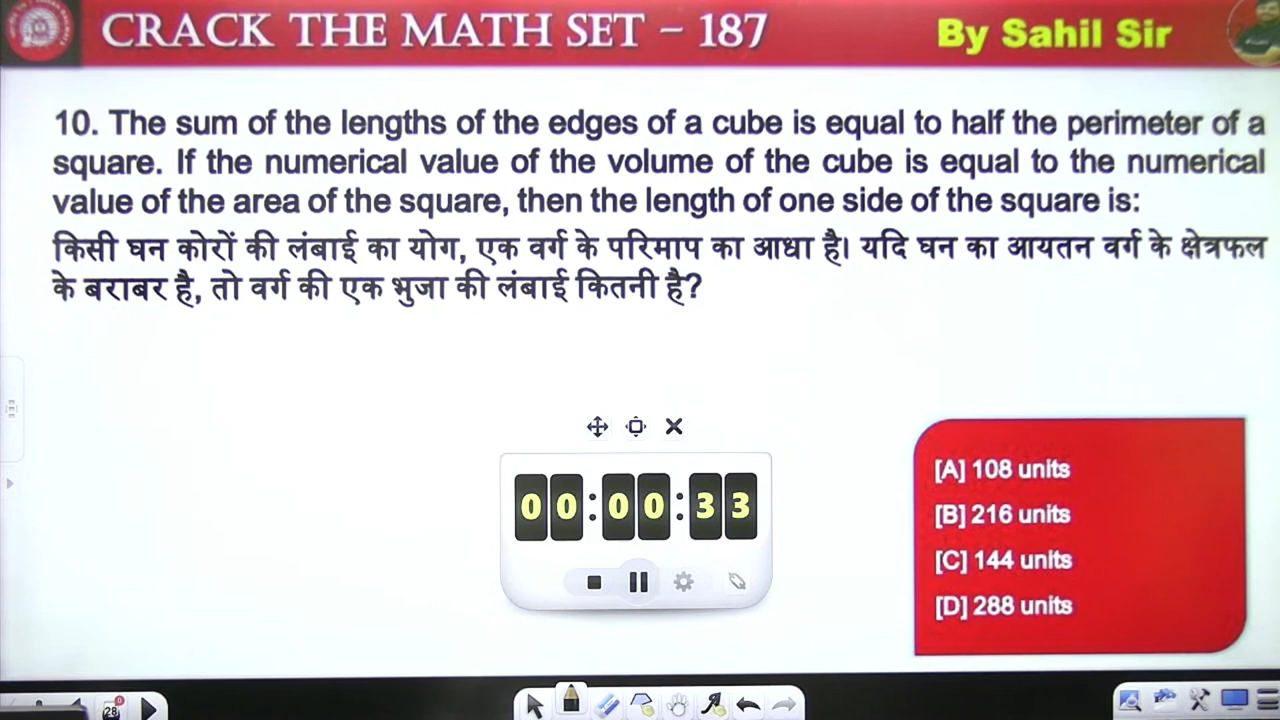 CRACK THE MATH SET – 187
By Sahil Sir
10. The sum of the lengths of the edges of a cube is equal to half the perimeter of a
square. If the numerical value of the volume of the cube is equal to the numerical
value of the area of the square, then the length of one side of the square is:
किसी घन कोरों की लंबाई का योग, एक वर्ग के परिमाप का आधा है। यदि घन का आयतन वर्ग के क्षेत्रफल
के बराबर है, तो वर्ग की एक भुजा की लंबाई कितनी है?
00:00:33
[A] 108 units
[B] 216 units
[C] 144 units
[D] 288 units